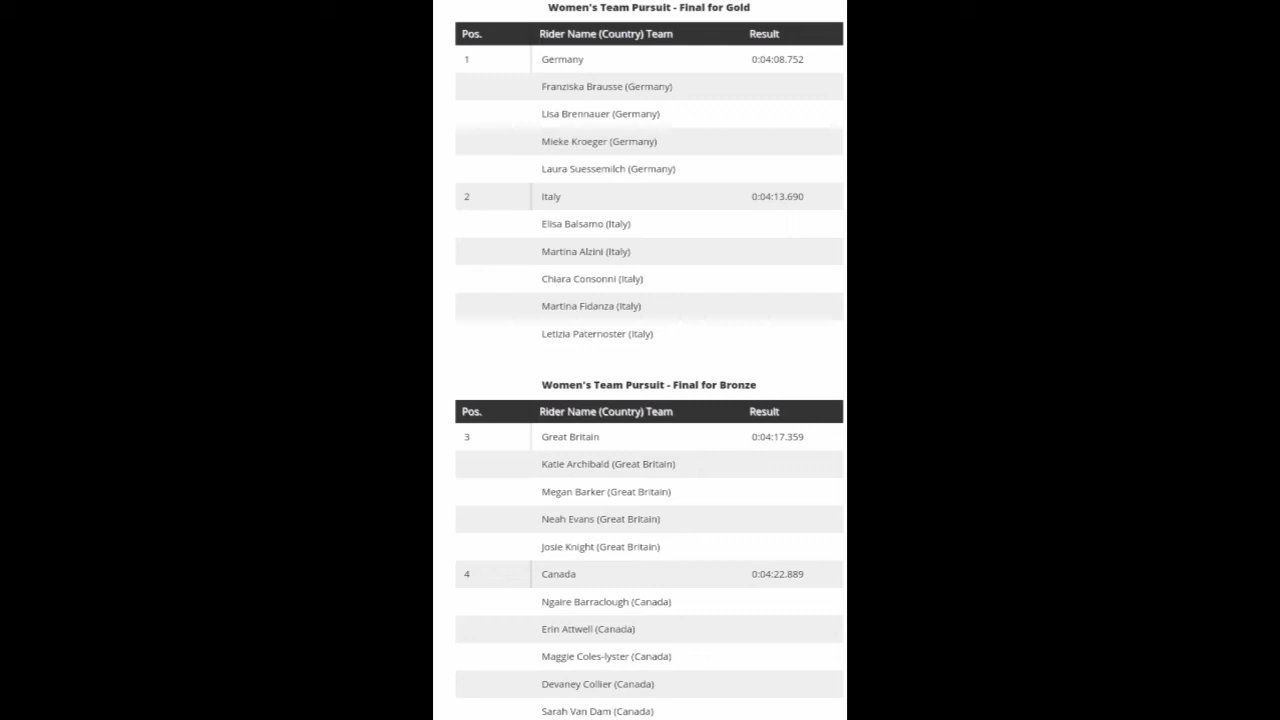 Women's Team Pursuit - Final for Gold
Pos. Rider Name (Country) Team Result
1 Germany 0:04:08.752
Franziska Brausse (Germany)
Lisa Brennauer (Germany)
Mieke Kroeger (Germany)
Laura Suessemilch (Germany)
2 Italy 0:04:13.690
Elisa Balsamo (Italy)
Martina Alzini (Italy)
Chiara Consonni (Italy)
Martina Fidanza (Italy)
Letizia Paternoster (Italy)
Women's Team Pursuit - Final for Bronze
Pos. Rider Name (Country) Team Result
3 Great Britain 0:04:17.359
Katie Archibald (Great Britain)
Megan Barker (Great Britain)
Neah Evans (Great Britain)
Josie Knight (Great Britain)
4 Canada 0:04:22.889
Ngaire Barraclough (Canada)
Erin Attwell (Canada)
Maggie Coles-lyster (Canada)
Devaney Collier (Canada)
Sarah Van Dam (Canada)